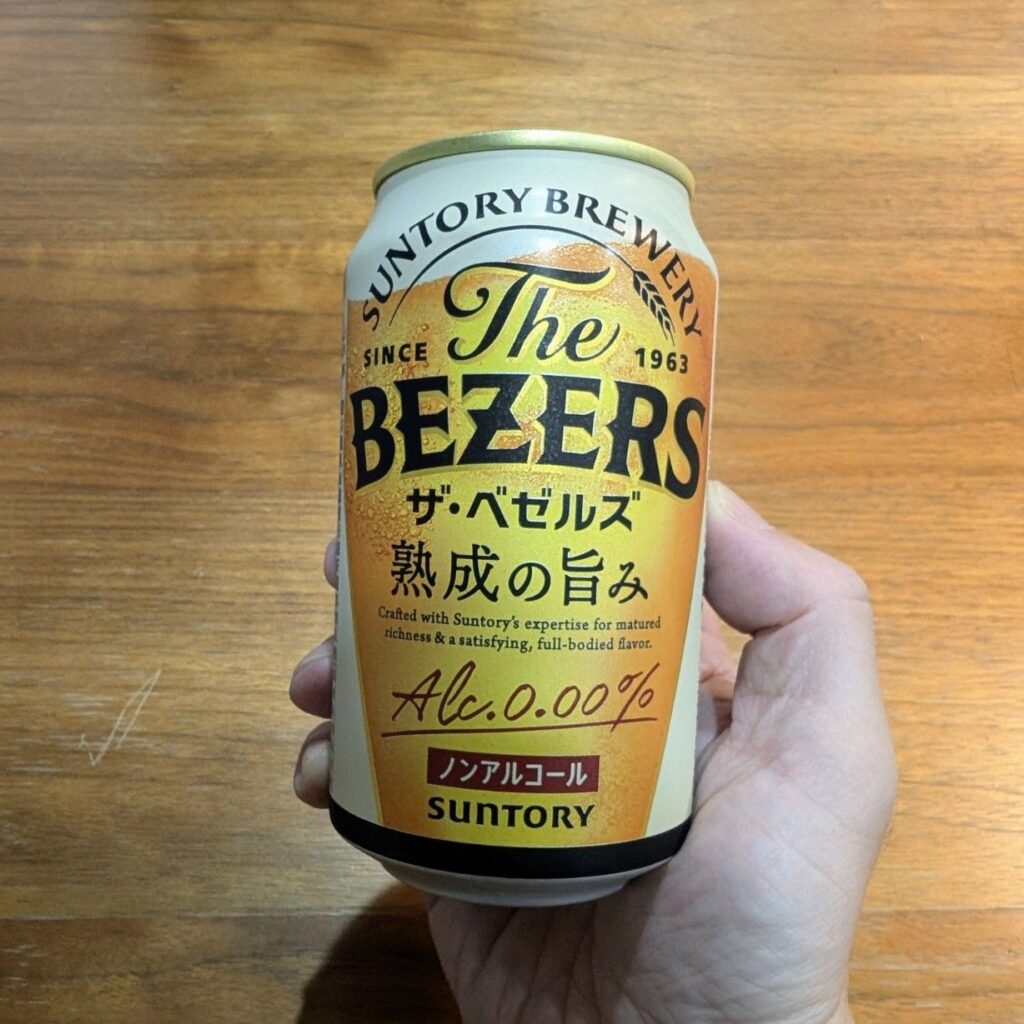 SUNTORY BREWERY
The
SINCE 1963
BEZERS
ザ・ベゼルズ
熟成の旨み
Crafted with Suntory's expertise for matured
richness & a satisfying, full-bodied flavor.
Alc.0.00%
ノンアルコール
SUNTORY